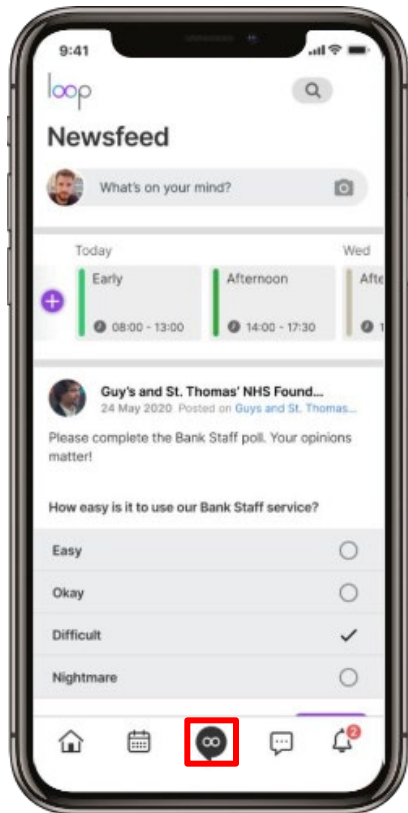 9:41
loop
Newsfeed
What's on your mind?
Today Wed
Early Afternoon Afte
08:00 - 13:00 14:00 - 17:30 1
Guy's and St. Thomas' NHS Found...
24 May 2020 Posted on Guys and St. Thomas...
Please complete the Bank Staff poll. Your opinions
matter!
How easy is it to use our Bank Staff service?
Easy
Okay
Difficult
Nightmare
2